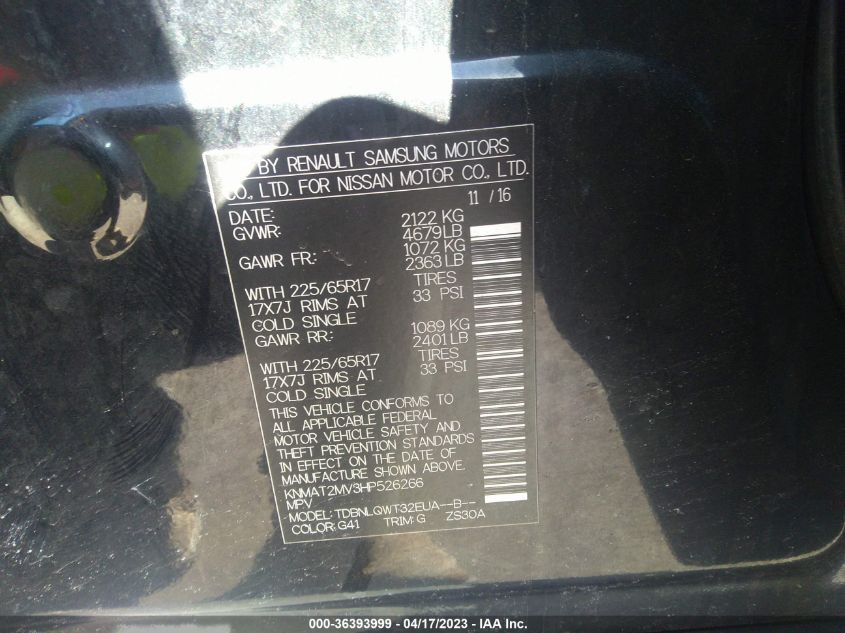 BY RENAULT SAMSUNG MOTORS
CO., LTD. FOR NISSAN MOTOR CO., LTD.
DATE: 11 / 16
GVWR: 2122 KG
4679 LB
GAWR FR: 1072 KG
2363 LB
WITH 225/65R17 TIRES
17X7J RIMS AT 33 PSI
COLD SINGLE
GAWR RR: 1089 KG
2401 LB
WITH 225/65R17 TIRES
17X7J RIMS AT 33 PSI
COLD SINGLE
THIS VEHICLE CONFORMS TO
ALL APPLICABLE FEDERAL
MOTOR VEHICLE SAFETY AND
THEFT PREVENTION STANDARDS
IN EFFECT ON THE DATE OF
MANUFACTURE SHOWN ABOVE.
KNMAT2MV3HP526266
MPV
MODEL: TDBNLQWT32EUA--B--
COLOR: G41 TRIM: G ZS30A
000-36393999 - 04/17/2023 - © IAA Inc.